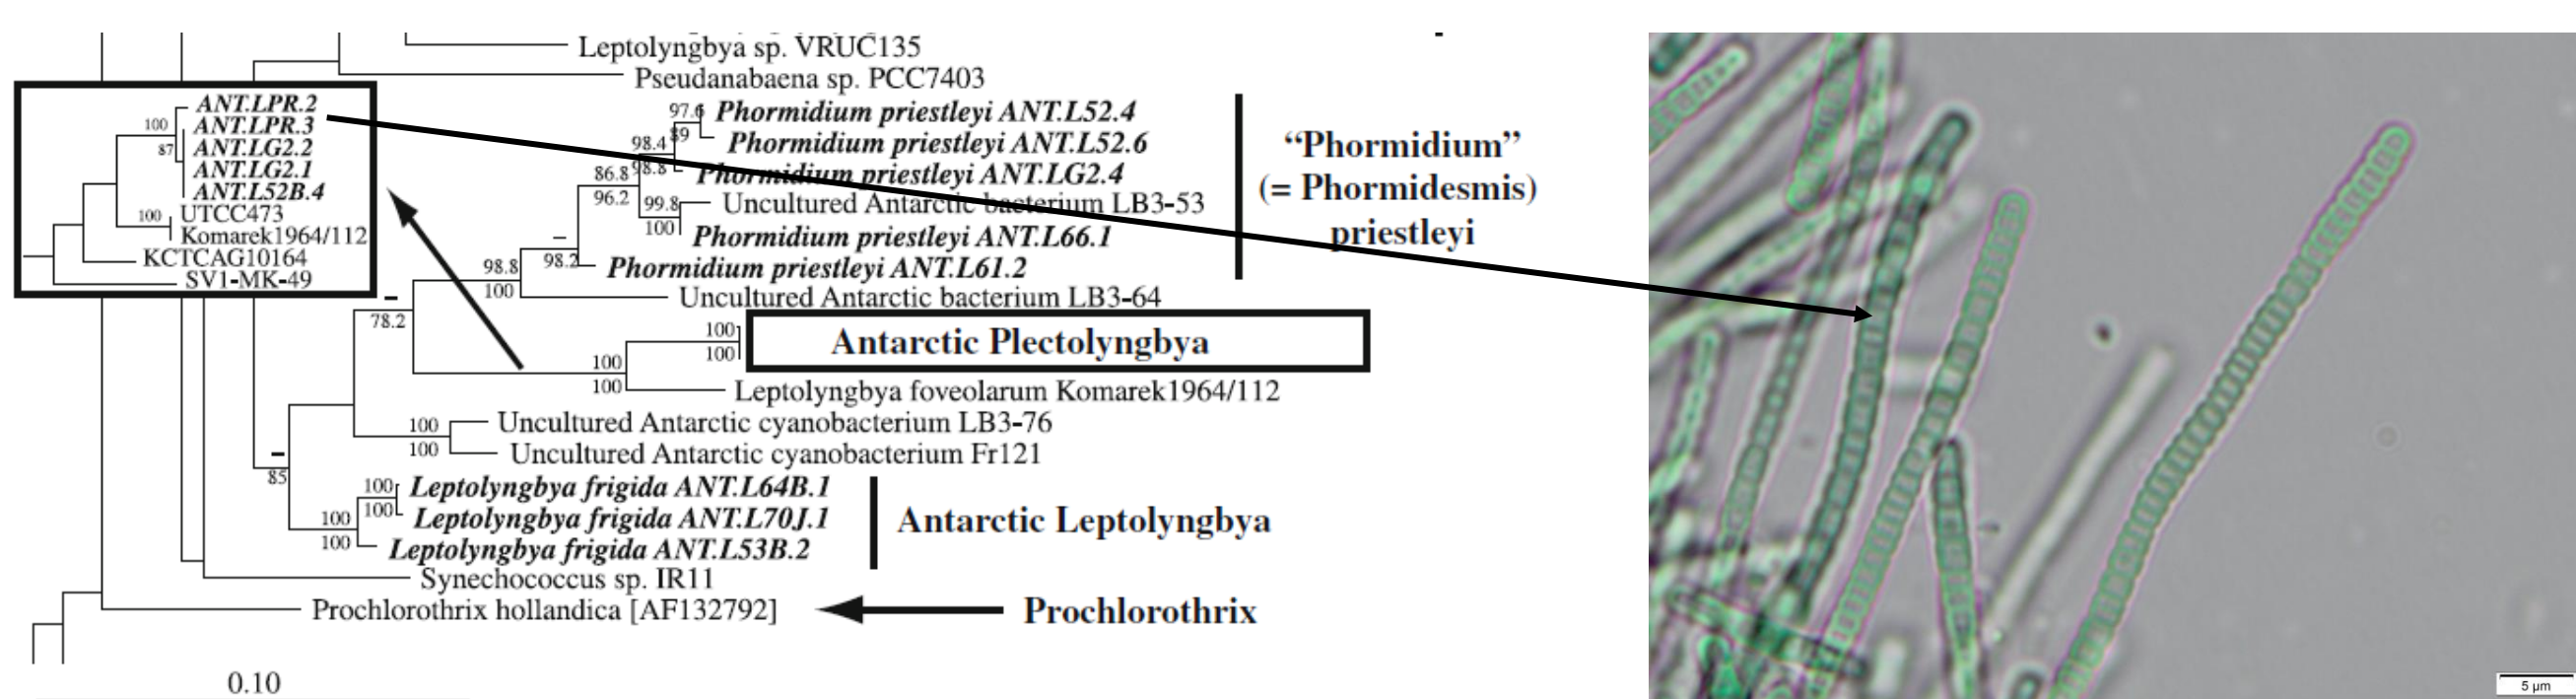 Leptolyngbya sp. VRUC135
Pseudanabaena sp. PCC7403
ANT.LPR.2
ANT.LPR.3
ANT.LG2.2
ANT.LG2.1
ANT.L52B.4
UTCC473
Komarek1964/112
KCTCAG10164
SV1-MK-49
100
87
100
97.6
Phormidium priestleyi ANT.L52.4
89
Phormidium priestleyi ANT.L52.6
98.4
98.8
Phormidium priestleyi ANT.LG2.4
86.8
96.2
99.8
Uncultured Antarctic bacterium LB3-53
100
Phormidium priestleyi ANT.L66.1
–
98.2
Phormidium priestleyi ANT.L61.2
98.8
100
Uncultured Antarctic bacterium LB3-64
“Phormidium”
(= Phormidesmis)
priestleyi
–
78.2
100
100
Antarctic Plectolyngbya
100
100
Leptolyngbya foveolarum Komarek1964/112
100
Uncultured Antarctic cyanobacterium LB3-76
100
Uncultured Antarctic cyanobacterium Fr121
–
85
100
Leptolyngbya frigida ANT.L64B.1
100
Leptolyngbya frigida ANT.L70J.1
100
100
Leptolyngbya frigida ANT.L53B.2
Antarctic Leptolyngbya
Synechococcus sp. IR11
Prochlorothrix hollandica [AF132792]
Prochlorothrix
0.10
5 µm